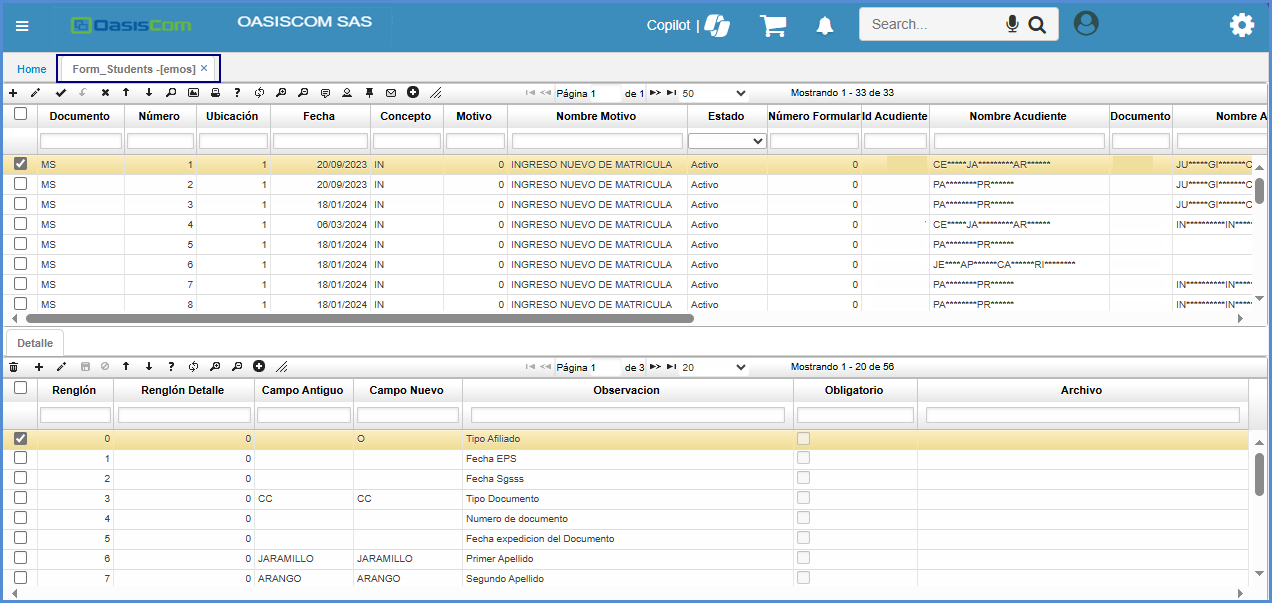 OasisCom OASISCOM SAS Copilot | Search...
Home Form_Students -[emos] ×
Página 1 de 1 50 Mostrando 1 - 33 de 33
Documento Número Ubicación Fecha Concepto Motivo Nombre Motivo Estado Número Formular Id Acudiente Nombre Acudiente Documento Nombre A
MS 1 1 20/09/2023 IN 0 INGRESO NUEVO DE MATRICULA Activo 0 CE*****JA*********AR****** JU*****GI*******C
MS 2 1 20/09/2023 IN 0 INGRESO NUEVO DE MATRICULA Activo 0 PA********PR****** JU*****GI*******C
MS 3 1 18/01/2024 IN 0 INGRESO NUEVO DE MATRICULA Activo 0 PA********PR****** JU*****GI*******C
MS 4 1 06/03/2024 IN 0 INGRESO NUEVO DE MATRICULA Activo 0 CE*****JA*********AR****** IN**********IN****
MS 5 1 18/01/2024 IN 0 INGRESO NUEVO DE MATRICULA Activo 0 PA********PR******
MS 6 1 18/01/2024 IN 0 INGRESO NUEVO DE MATRICULA Activo 0 JE****AP******CA******RI********
MS 7 1 18/01/2024 IN 0 INGRESO NUEVO DE MATRICULA Activo 0 PA********PR****** IN**********IN****
MS 8 1 18/01/2024 IN 0 INGRESO NUEVO DE MATRICULA Activo 0 PA********PR****** IN**********IN****
Detalle
Página 1 de 3 20 Mostrando 1 - 20 de 56
Renglón Renglón Detalle Campo Antiguo Campo Nuevo Observacion Obligatorio Archivo
0 0 O Tipo Afiliado
1 0 Fecha EPS
2 0 Fecha Sgsss
3 0 CC CC Tipo Documento
4 0 Numero de documento
5 0 Fecha expedicion del Documento
6 0 JARAMILLO JARAMILLO Primer Apellido
7 0 ARANGO ARANGO Segundo Apellido